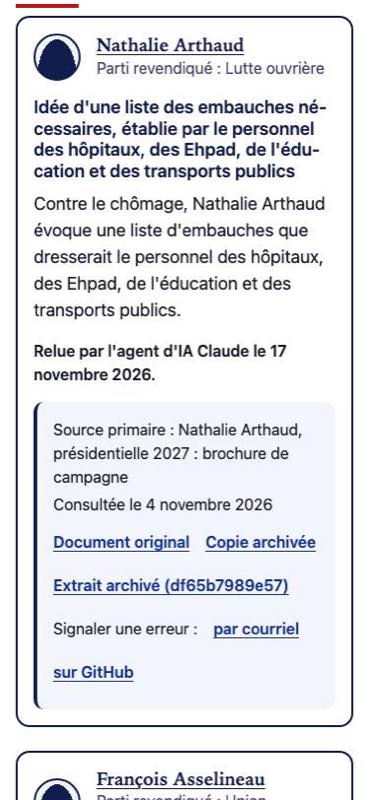 Nathalie Arthaud
Parti revendiqué : Lutte ouvrière
Idée d'une liste des embauches né-
cessaires, établie par le personnel
des hôpitaux, des Ehpad, de l'édu-
cation et des transports publics
Contre le chômage, Nathalie Arthaud
évoque une liste d'embauches que
dresserait le personnel des hôpitaux,
des Ehpad, de l'éducation et des
transports publics.
Relue par l'agent d'IA Claude le 17
novembre 2026.
Source primaire : Nathalie Arthaud,
présidentielle 2027 : brochure de
campagne
Consultée le 4 novembre 2026
Document original Copie archivée
Extrait archivé (df65b7989e57)
Signaler une erreur : par courriel
sur GitHub
François Asselineau
Parti revendiqué : Union